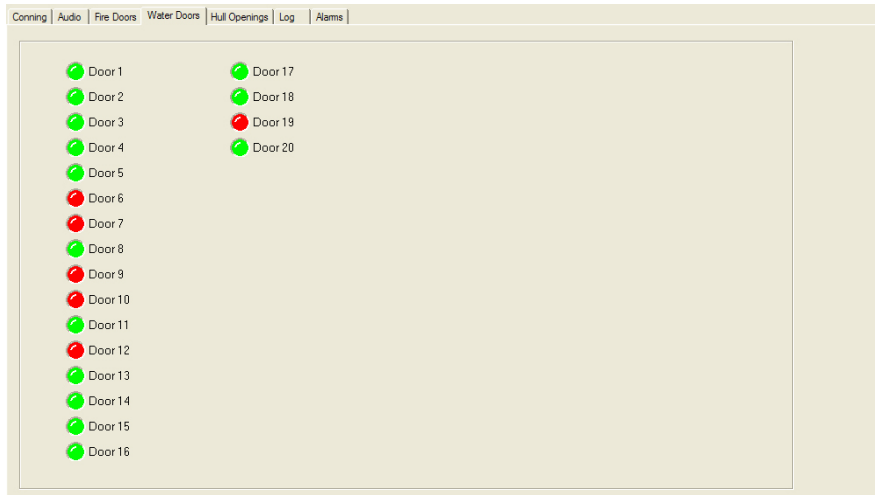 Conning Audio Fire Doors Water Doors Hull Openings Log Alarms
Door 1
Door 2
Door 3
Door 4
Door 5
Door 6
Door 7
Door 8
Door 9
Door 10
Door 11
Door 12
Door 13
Door 14
Door 15
Door 16
Door 17
Door 18
Door 19
Door 20